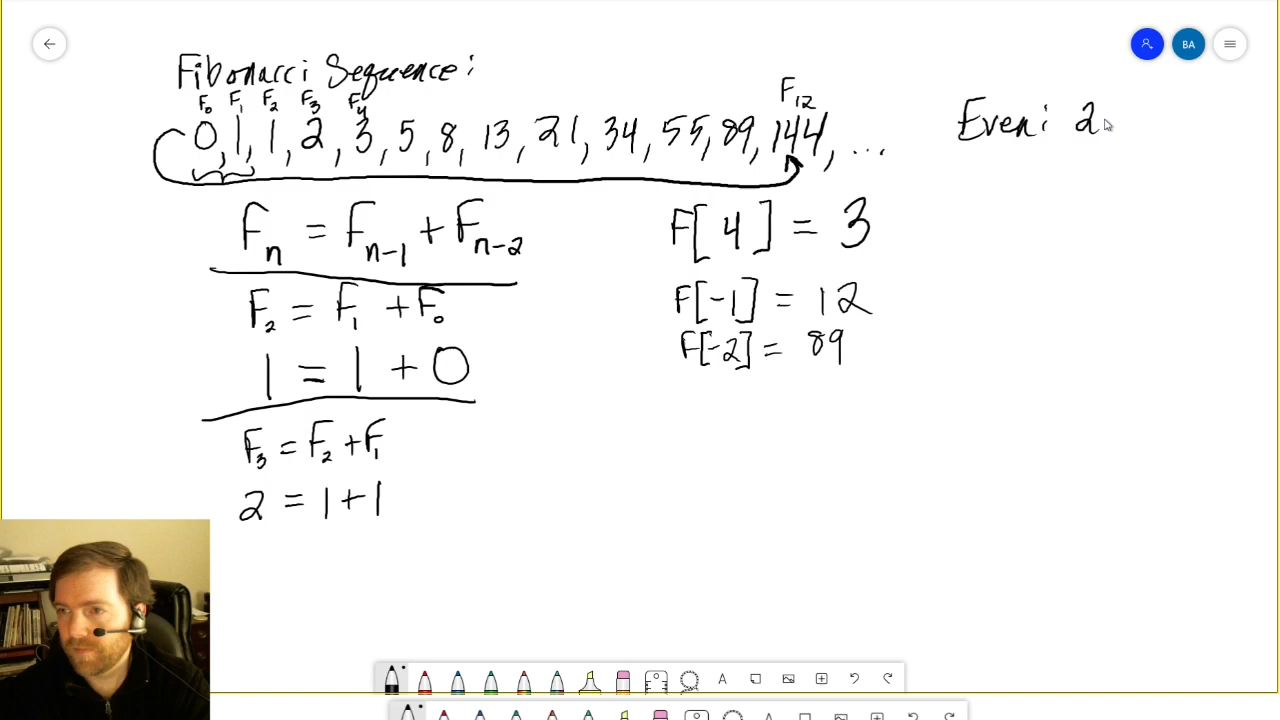 BA
Fibonacci Sequence:
F₀ F₁ F₂ F₃ F₄ F₁₂
0, 1, 1, 2, 3, 5, 8, 13, 21, 34, 55, 89, 144, ...
Even: 2
Fₙ = Fₙ₋₁ + Fₙ₋₂
F₂ = F₁ + F₀
1 = 1 + 0
F₃ = F₂ + F₁
2 = 1 + 1
F[4] = 3
F[-1] = 12
F[-2] = 89
A